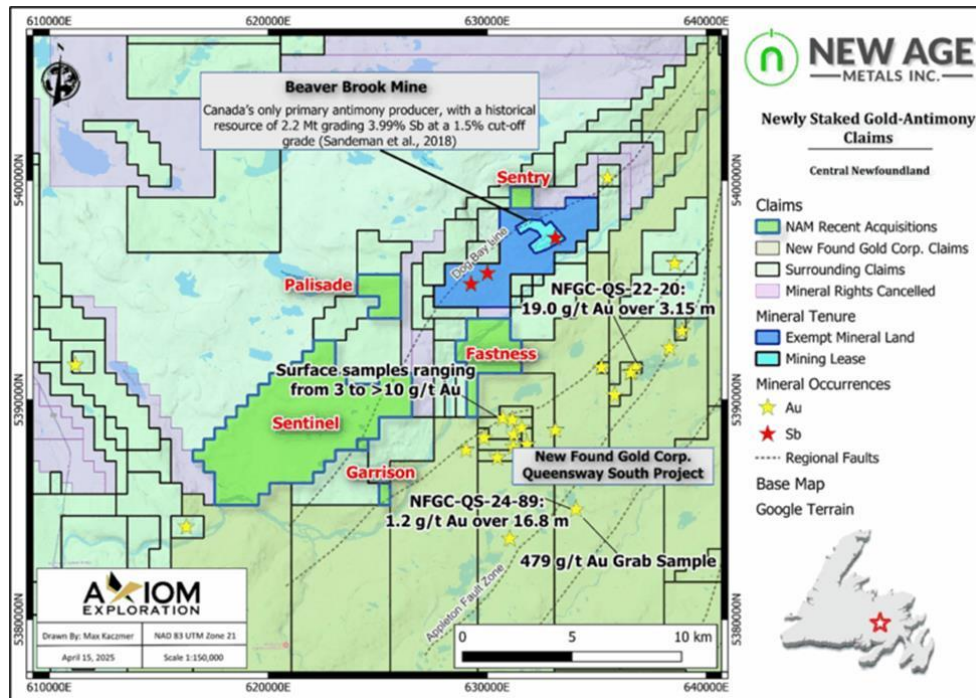 610000E
620000E
630000E
640000E
Beaver Brook Mine
Canada's only primary antimony producer, with a historical
resource of 2.2 Mt grading 3.99% Sb at a 1.5% cut-off
grade (Sandeman et al., 2018)
Sentry
Dog Bay Line
Palisade
NFGC-QS-22-20:
19.0 g/t Au over 3.15 m
Fastness
Surface samples ranging
from 3 to >10 g/t Au
Sentinel
Garrison
New Found Gold Corp.
Queensway South Project
NFGC-QS-24-89:
1.2 g/t Au over 16.8 m
479 g/t Au Grab Sample
Appleton Fault Zone
5400000N
5390000N
5380000N
5400000N
5390000N
5380000N
AXIOM
EXPLORATION
Drawn By: Max Kaczmer
NAD 83 UTM Zone 21
April 15, 2025
Scale 1:150,000
0 5 10 km
610000E
620000E
630000E
640000E
NEW AGE
METALS INC.
Newly Staked Gold-Antimony
Claims
Central Newfoundland
Claims
NAM Recent Acquisitions
New Found Gold Corp. Claims
Surrounding Claims
Mineral Rights Cancelled
Mineral Tenure
Exempt Mineral Land
Mining Lease
Mineral Occurrences
Au
Sb
Regional Faults
Base Map
Google Terrain